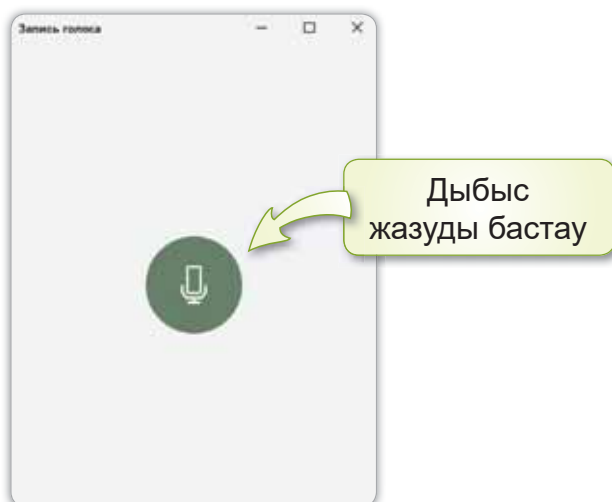 Запись голоса
Дыбыс
жазуды бастау